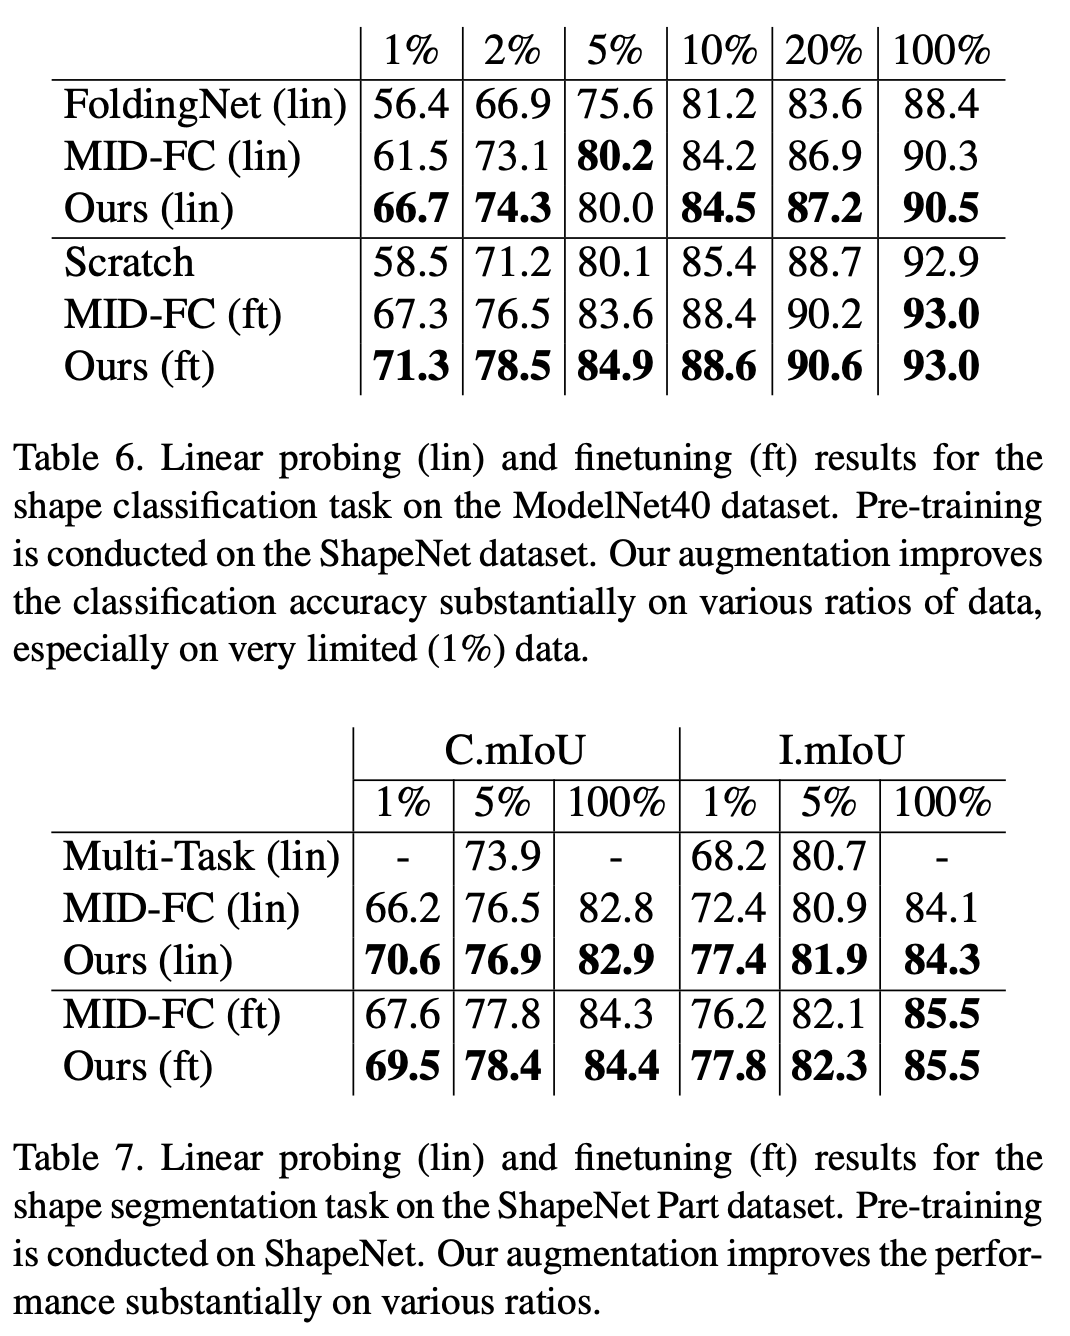 1% 2% 5% 10% 20% 100%
FoldingNet (lin) 56.4 66.9 75.6 81.2 83.6 88.4
MID-FC (lin) 61.5 73.1 80.2 84.2 86.9 90.3
Ours (lin) 66.7 74.3 80.0 84.5 87.2 90.5
Scratch 58.5 71.2 80.1 85.4 88.7 92.9
MID-FC (ft) 67.3 76.5 83.6 88.4 90.2 93.0
Ours (ft) 71.3 78.5 84.9 88.6 90.6 93.0
Table 6. Linear probing (lin) and finetuning (ft) results for the
shape classification task on the ModelNet40 dataset. Pre-training
is conducted on the ShapeNet dataset. Our augmentation improves
the classification accuracy substantially on various ratios of data,
especially on very limited (1%) data.
C.mIoU I.mIoU
1% 5% 100% 1% 5% 100%
Multi-Task (lin) - 73.9 - 68.2 80.7 -
MID-FC (lin) 66.2 76.5 82.8 72.4 80.9 84.1
Ours (lin) 70.6 76.9 82.9 77.4 81.9 84.3
MID-FC (ft) 67.6 77.8 84.3 76.2 82.1 85.5
Ours (ft) 69.5 78.4 84.4 77.8 82.3 85.5
Table 7. Linear probing (lin) and finetuning (ft) results for the
shape segmentation task on the ShapeNet Part dataset. Pre-training
is conducted on ShapeNet. Our augmentation improves the perfor-
mance substantially on various ratios.